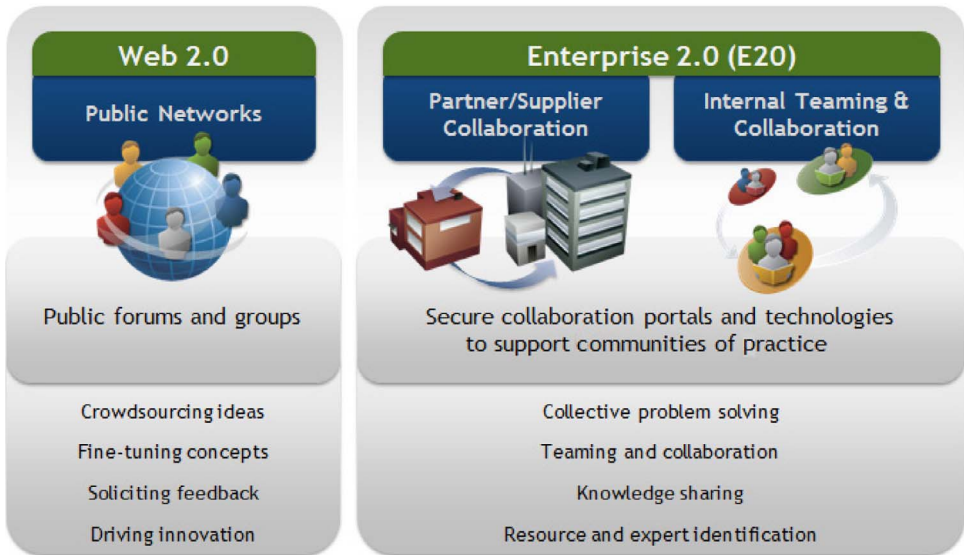 Web 2.0
Public Networks
Public forums and groups
Crowdsourcing ideas
Fine-tuning concepts
Soliciting feedback
Driving innovation
Enterprise 2.0 (E20)
Partner/Supplier
Collaboration
Internal Teaming &
Collaboration
Secure collaboration portals and technologies
to support communities of practice
Collective problem solving
Teaming and collaboration
Knowledge sharing
Resource and expert identification